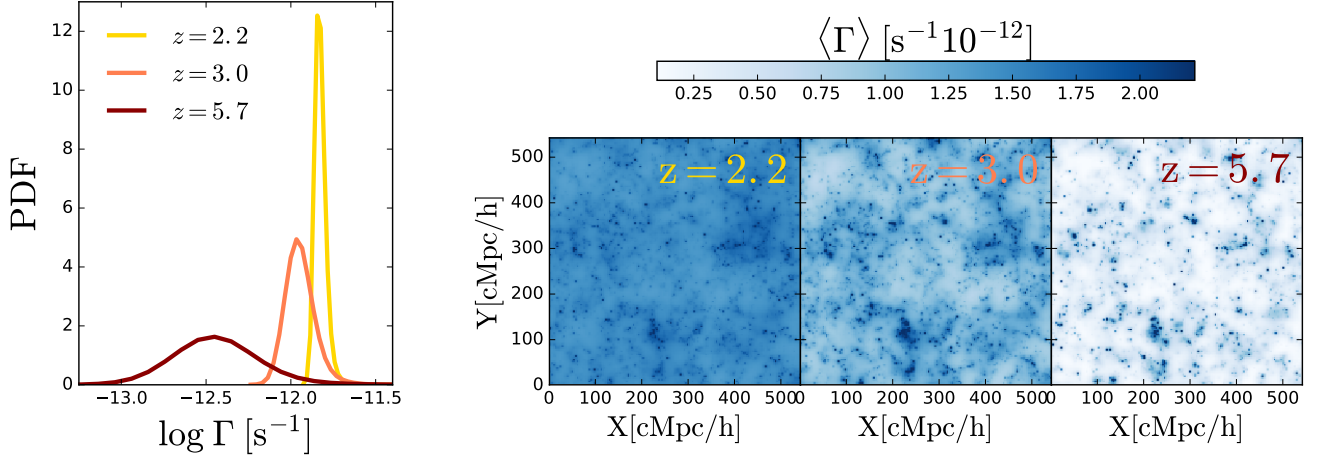 12
10
8
6
4
2
0
PDF
z = 2.2
z = 3.0
z = 5.7
−13.0 −12.5 −12.0 −11.5
log Γ [s⁻¹]
⟨Γ⟩ [s⁻¹10⁻¹²]
0.25 0.50 0.75 1.00 1.25 1.50 1.75 2.00
500
400
300
200
100
0
Y[cMpc/h]
z = 2.2
z = 3.0
z = 5.7
0 100 200 300 400 500 0 100 200 300 400 500 0 100 200 300 400 500
X[cMpc/h] X[cMpc/h] X[cMpc/h]